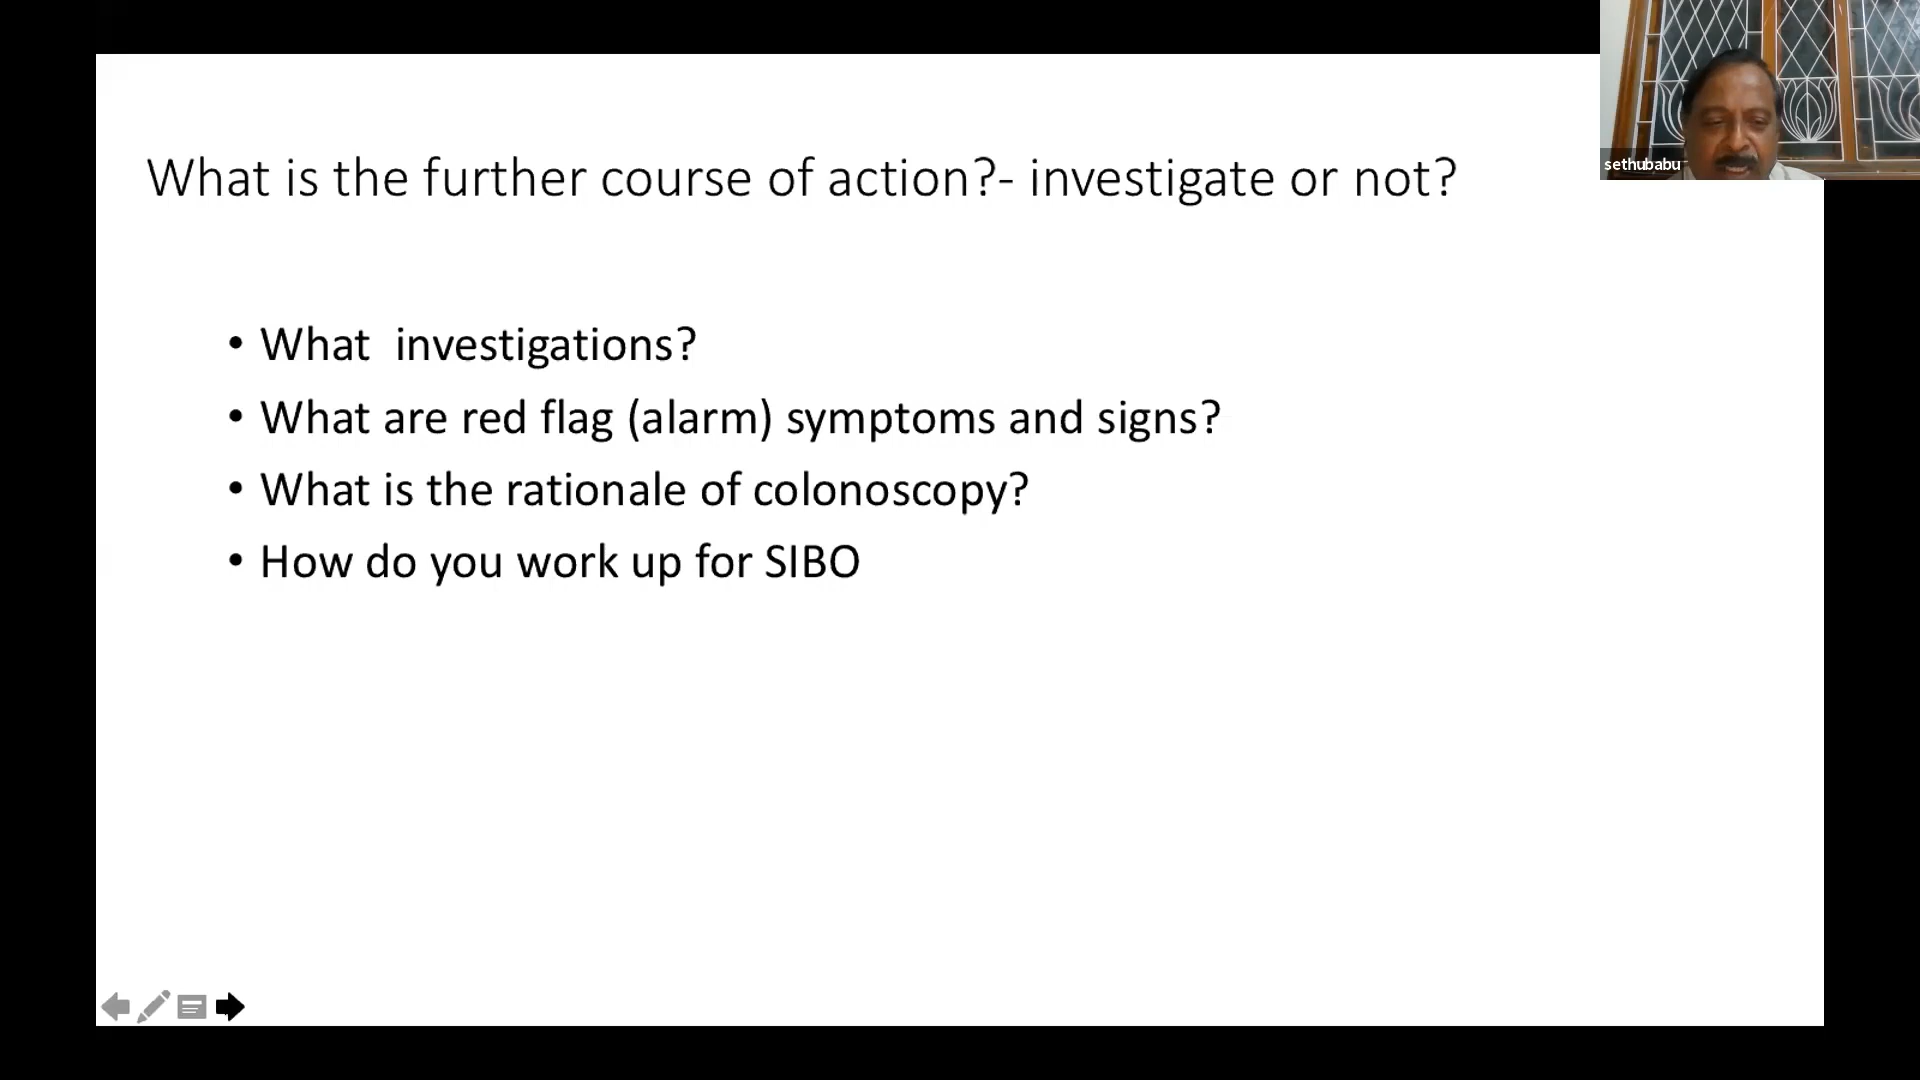 What is the further course of action?- investigate or not?
sethubabu
• What  investigations?
• What are red flag (alarm) symptoms and signs?
• What is the rationale of colonoscopy?
• How do you work up for SIBO